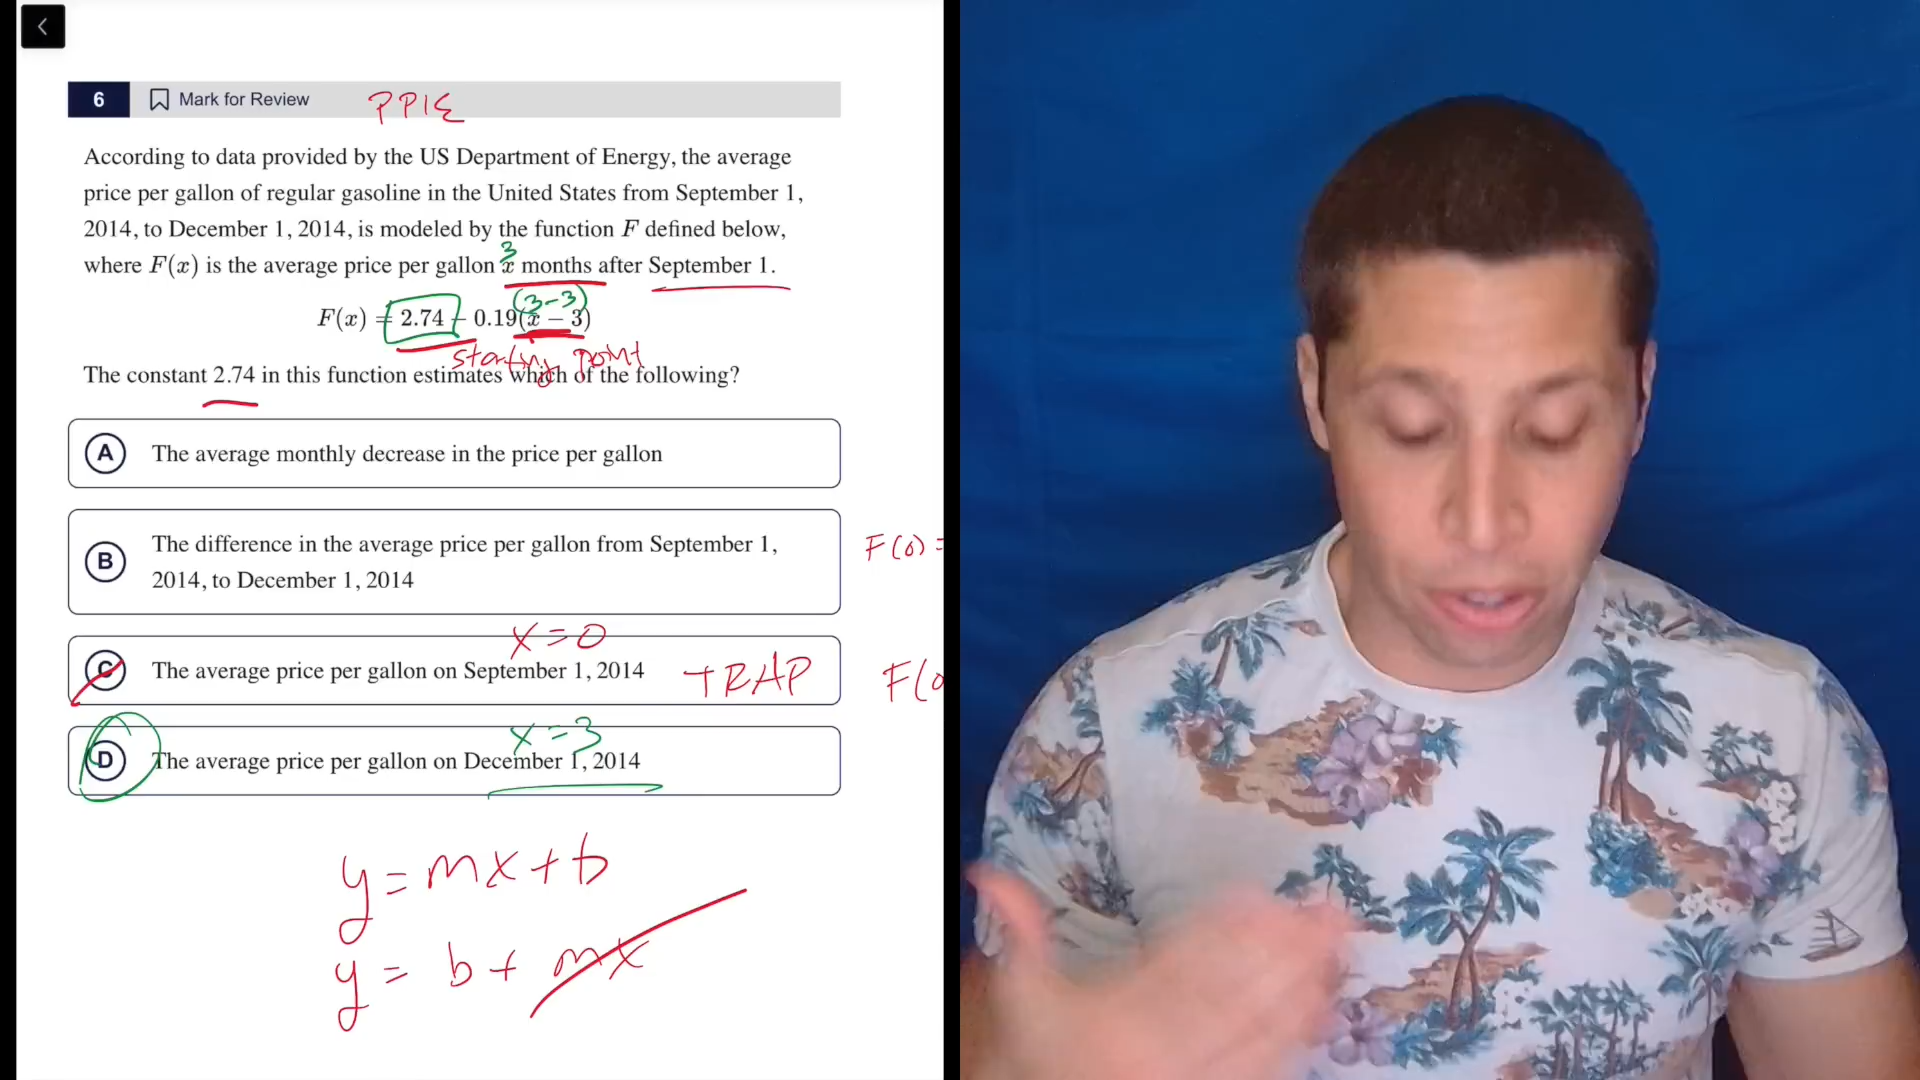 6 Mark for Review PPIE
According to data provided by the US Department of Energy, the average
price per gallon of regular gasoline in the United States from September 1,
2014, to December 1, 2014, is modeled by the function F defined below,
3
where F(x) is the average price per gallon x months after September 1.
(3-3)
F(x) = 2.74 - 0.19(x − 3)
starting point
The constant 2.74 in this function estimates which of the following?
A The average monthly decrease in the price per gallon
B The difference in the average price per gallon from September 1,
2014, to December 1, 2014
F(0) =
x=0
C The average price per gallon on September 1, 2014 TRAP F(0
x=3
D The average price per gallon on December 1, 2014
y = mx + b
y = b + mx